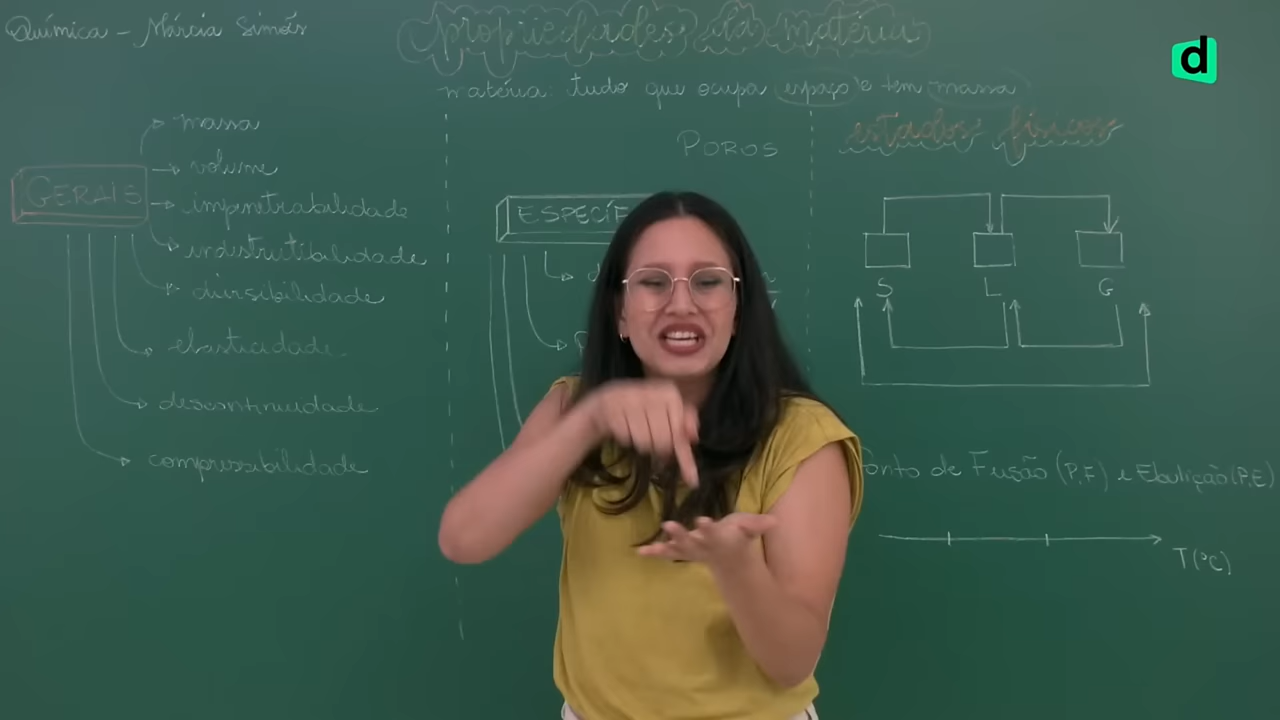 Química - Márcia Simões
propriedades da matéria
matéria: tudo que ocupa espaço e tem massa
GERAIS
massa
volume
impenetrabilidade
indestrutibilidade
divisibilidade
elasticidade
descontinuidade
compressibilidade
POROS
ESPECÍF
estados físicos
S L G
Ponto de Fusão (P.F) e Ebulição (P.E)
T(°C)
d